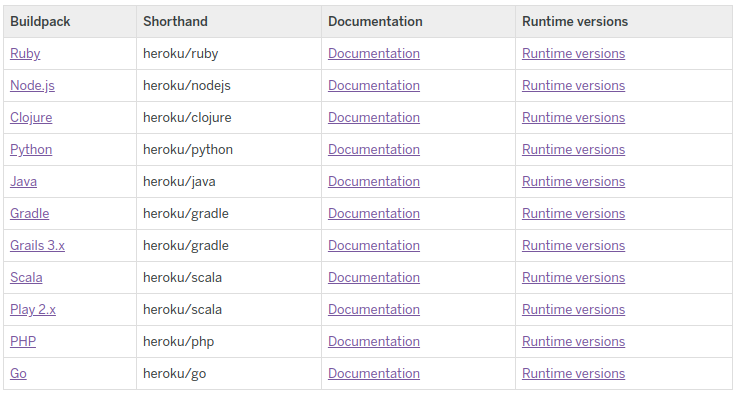 Buildpack Shorthand Documentation Runtime versions
Ruby heroku/ruby Documentation Runtime versions
Node.js heroku/nodejs Documentation Runtime versions
Clojure heroku/clojure Documentation Runtime versions
Python heroku/python Documentation Runtime versions
Java heroku/java Documentation Runtime versions
Gradle heroku/gradle Documentation Runtime versions
Grails 3.x heroku/gradle Documentation Runtime versions
Scala heroku/scala Documentation Runtime versions
Play 2.x heroku/scala Documentation Runtime versions
PHP heroku/php Documentation Runtime versions
Go heroku/go Documentation Runtime versions